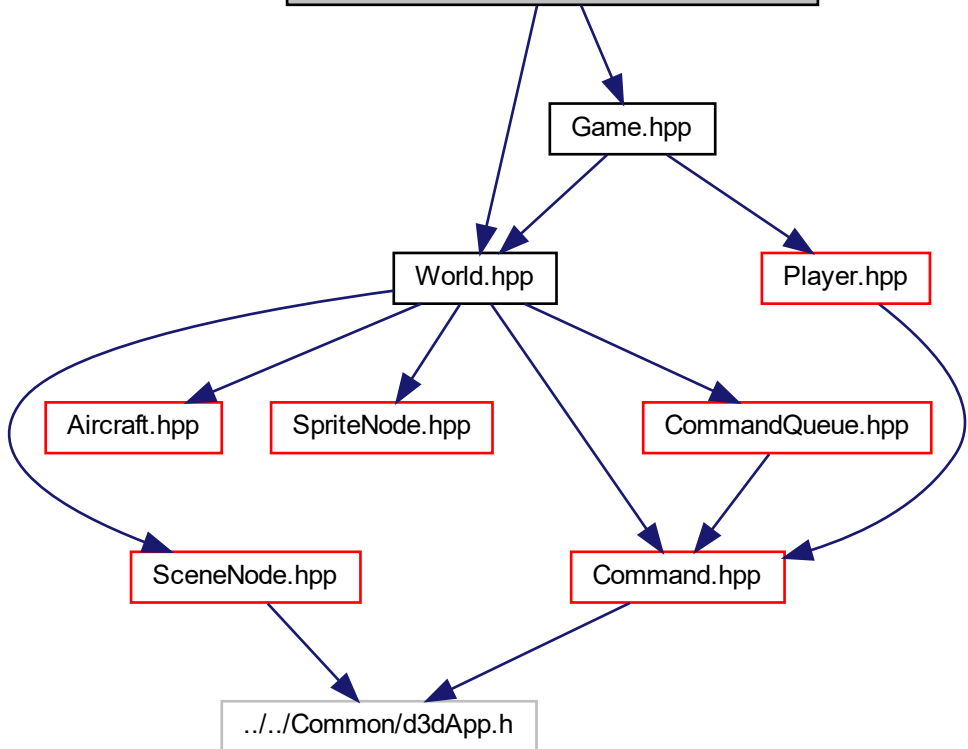 Game.hpp
World.hpp
Player.hpp
Aircraft.hpp
SpriteNode.hpp
CommandQueue.hpp
SceneNode.hpp
Command.hpp
../../Common/d3dApp.h